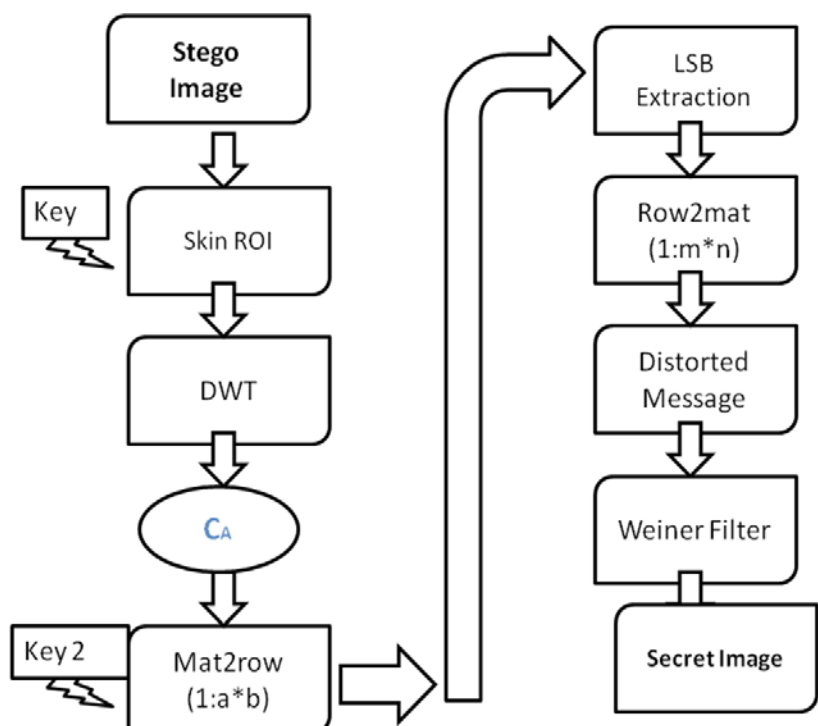 Stego
Image
Key
Skin ROI
DWT
CA
Key 2
Mat2row
(1:a*b)
LSB
Extraction
Row2mat
(1:m*n)
Distorted
Message
Weiner Filter
Secret Image